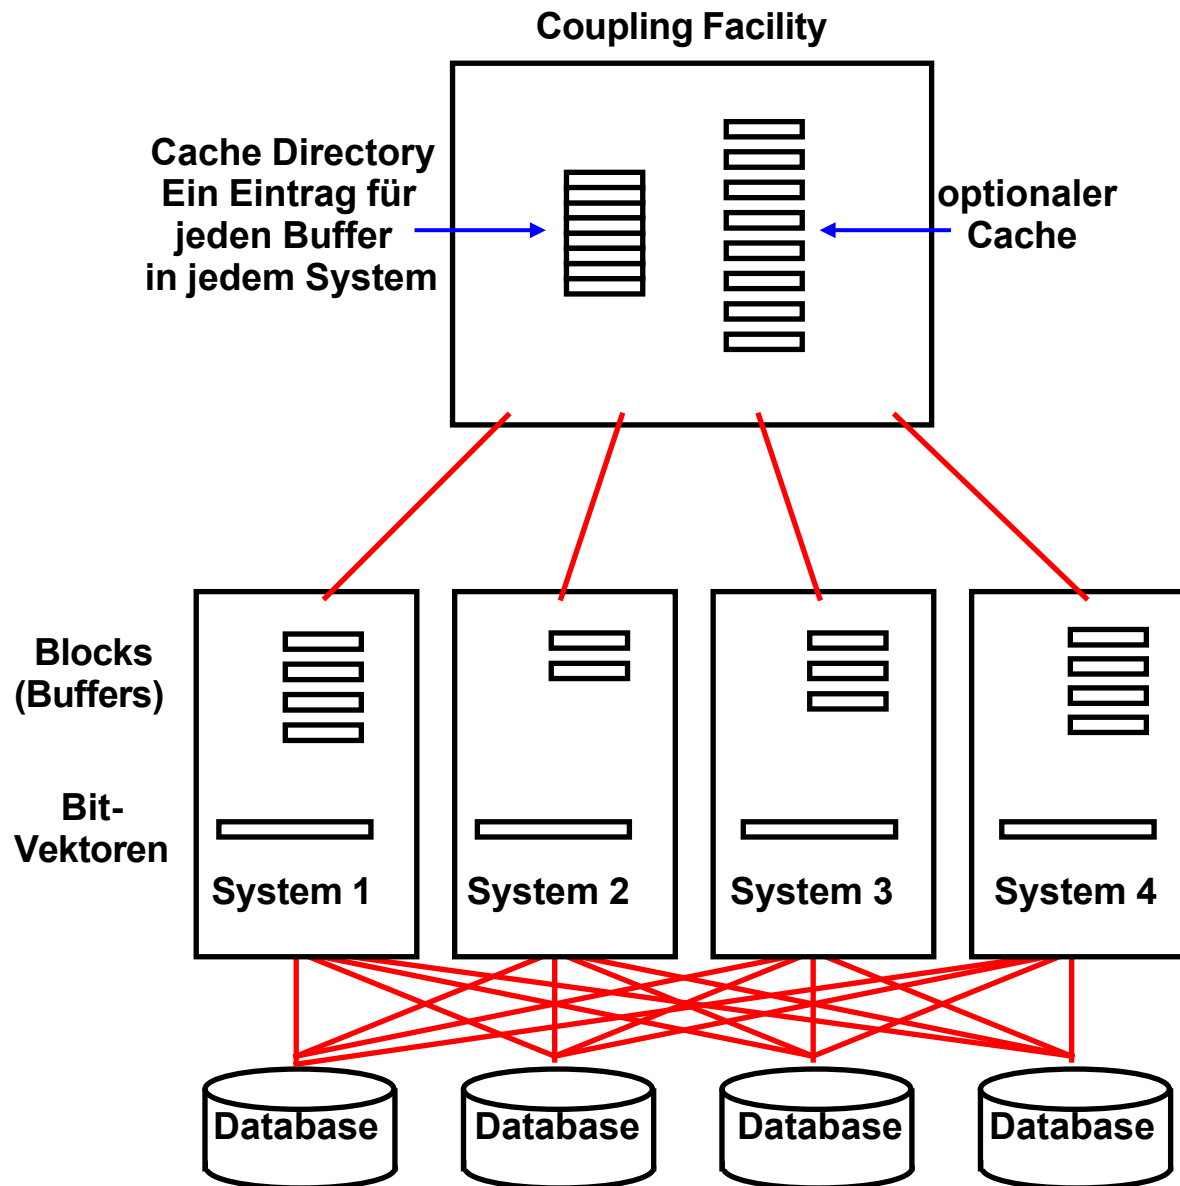 Coupling Facility
Cache Directory
Ein Eintrag für
jeden Buffer
in jedem System
optionaler
Cache
Blocks
(Buffers)
Bit-
Vektoren
System 1
System 2
System 3
System 4
Database
Database
Database
Database